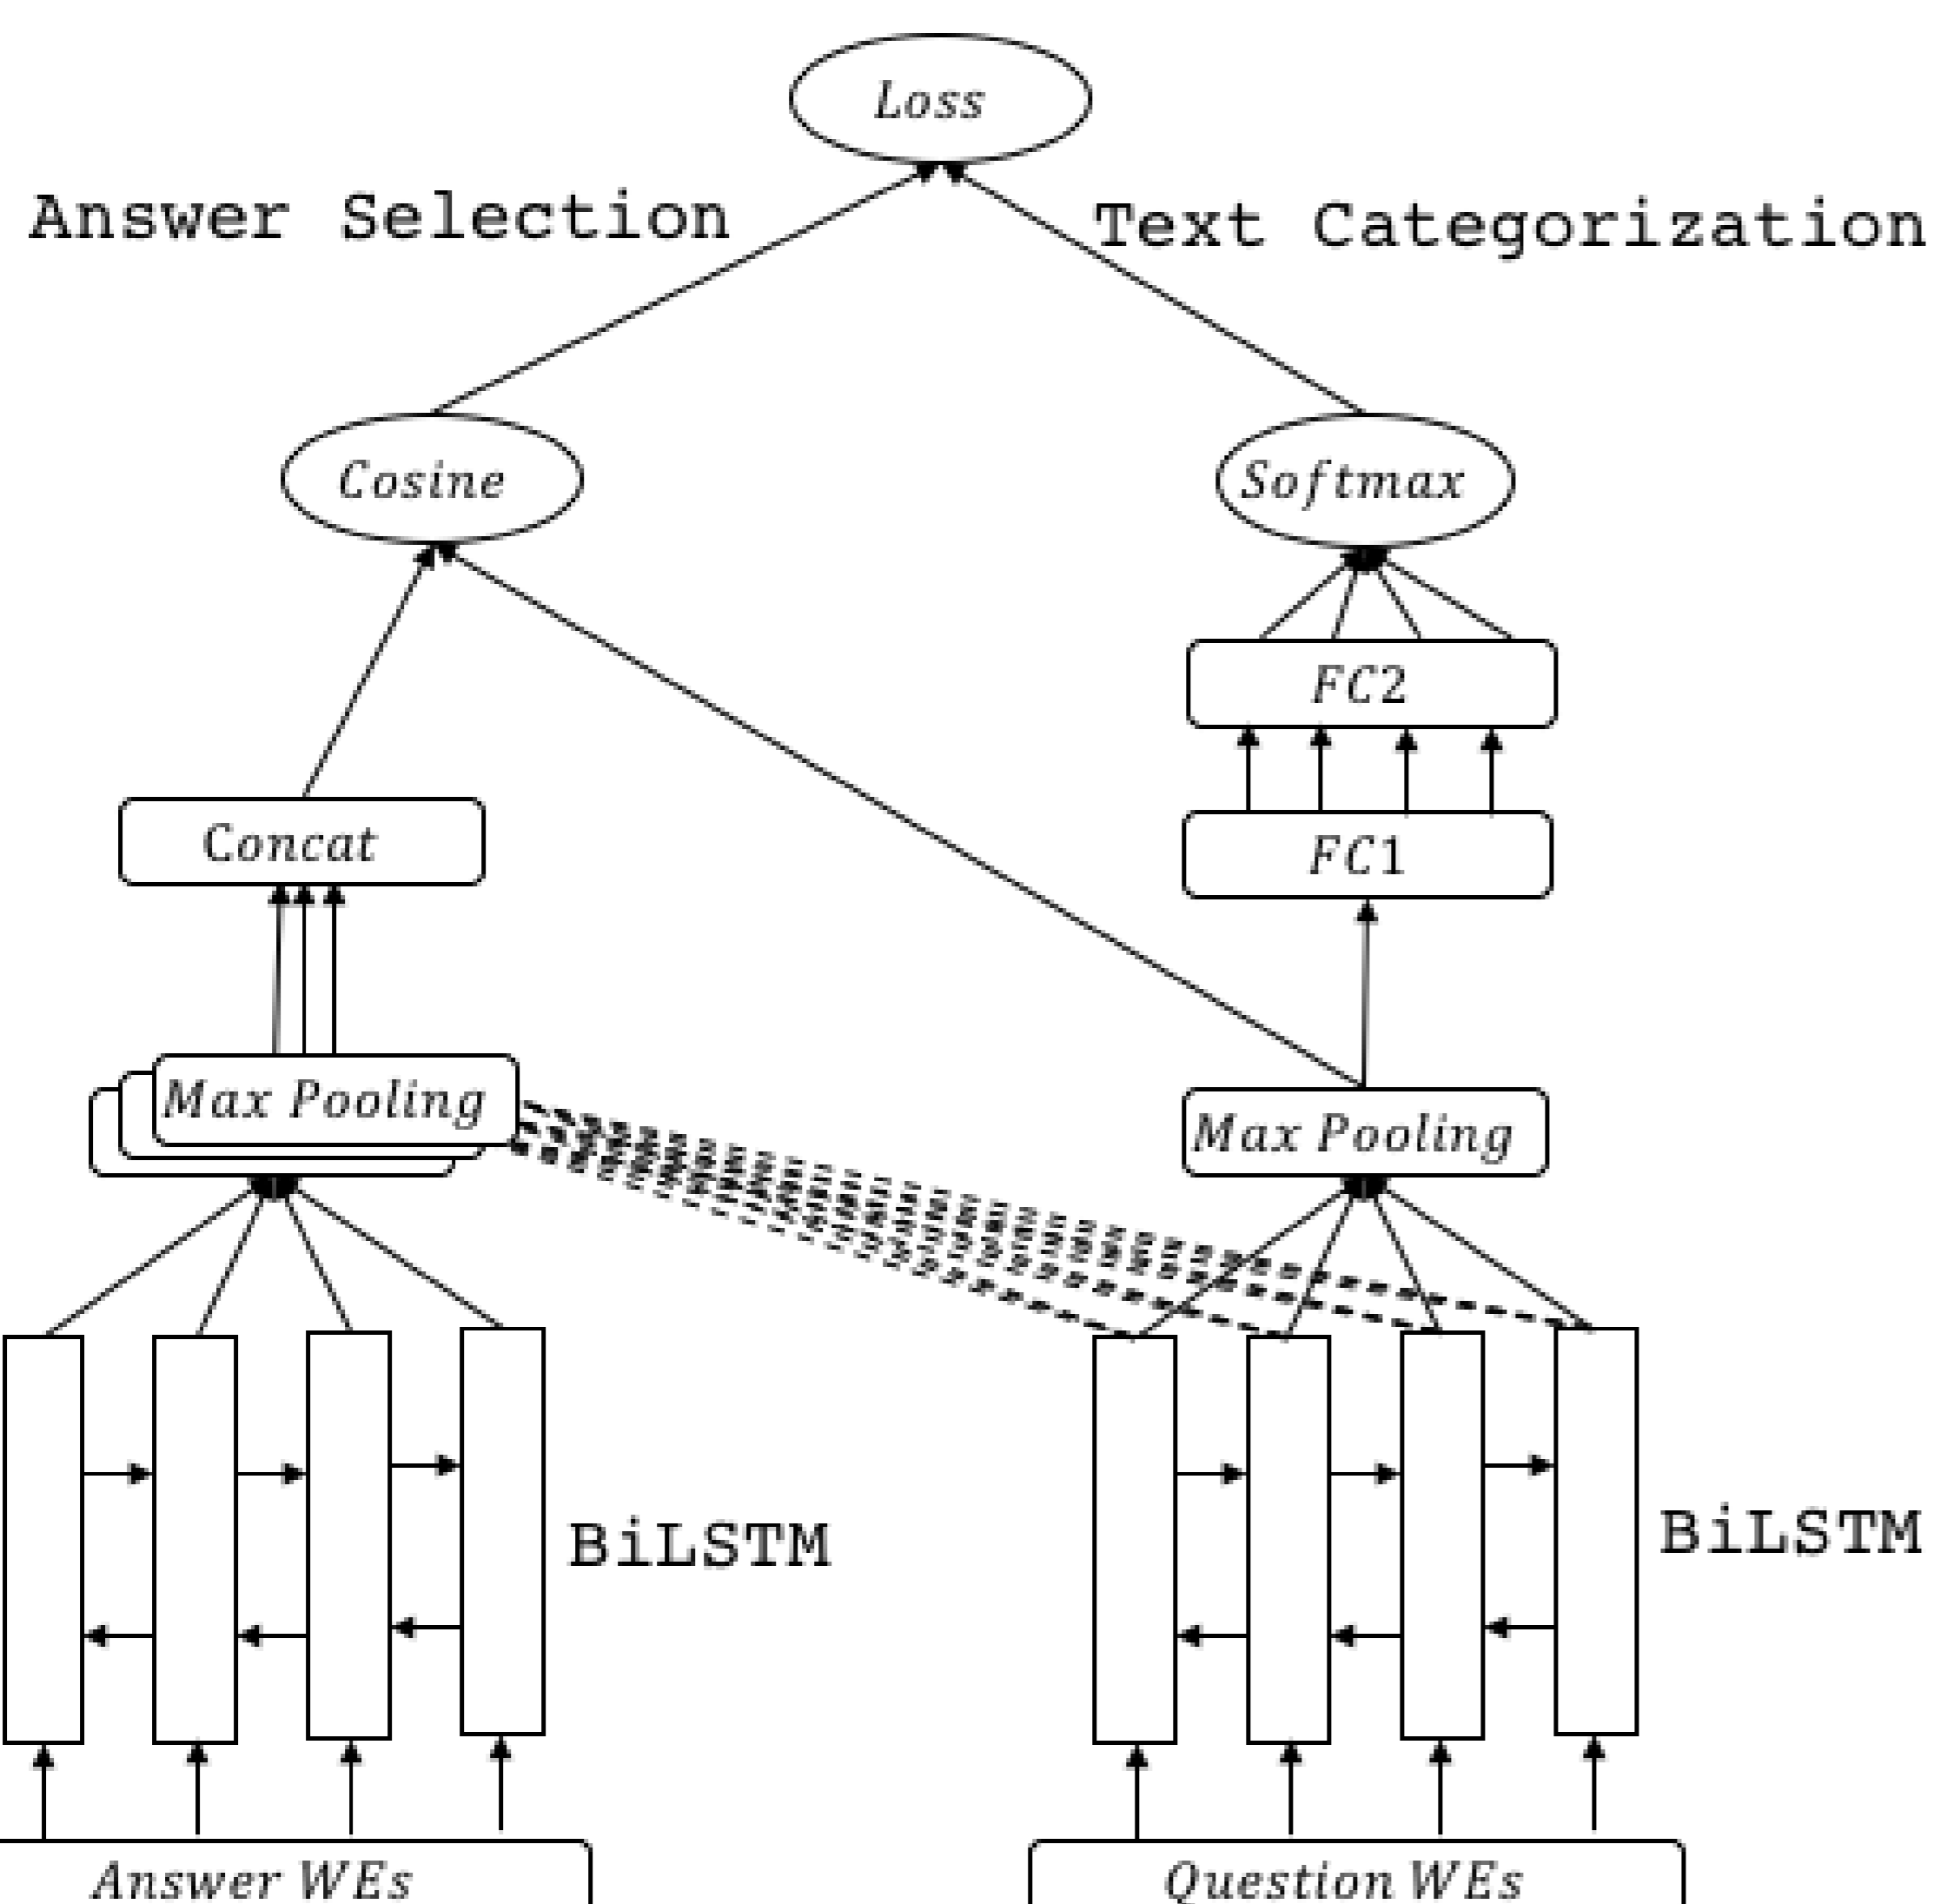 Loss
Answer Selection
Text Categorization
Cosine
Softmax
FC2
Concat
FC1
Max Pooling
Max Pooling
BiLSTM
BiLSTM
Answer WEs
Question WEs